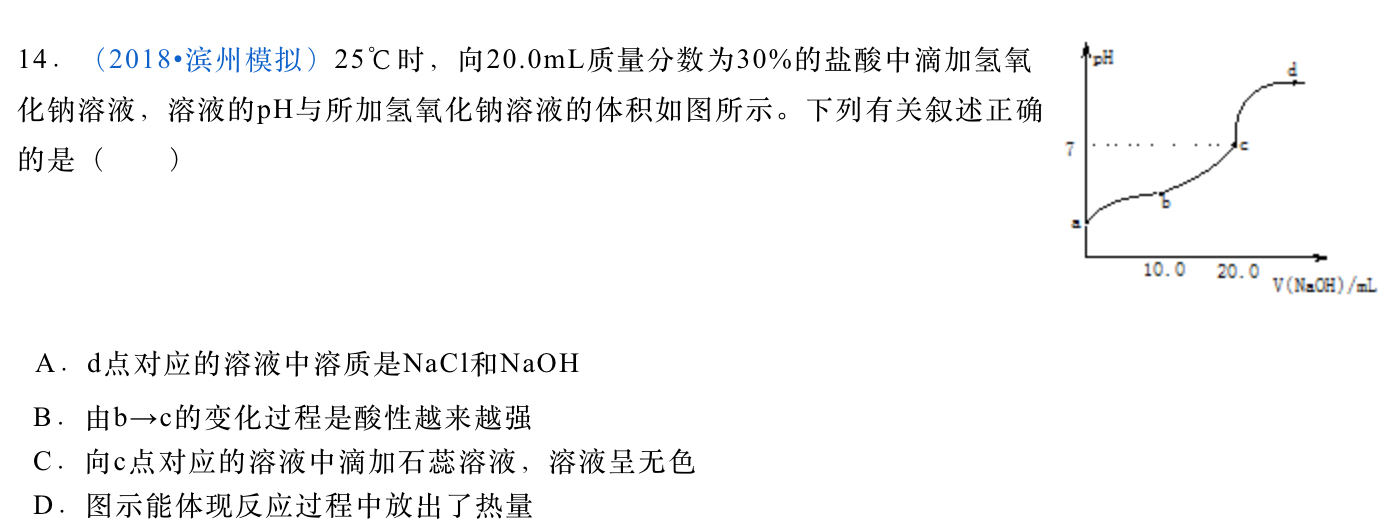 14．（2018•滨州模拟）25℃时，向20.0mL质量分数为30%的盐酸中滴加氢氧
化钠溶液，溶液的pH与所加氢氧化钠溶液的体积如图所示。下列有关叙述正确
的是（　　）
pH
d
7
c
b
a
10.0
20.0
V(NaOH)/mL
A．d点对应的溶液中溶质是NaCl和NaOH
B．由b→c的变化过程是酸性越来越强
C．向c点对应的溶液中滴加石蕊溶液，溶液呈无色
D．图示能体现反应过程中放出了热量